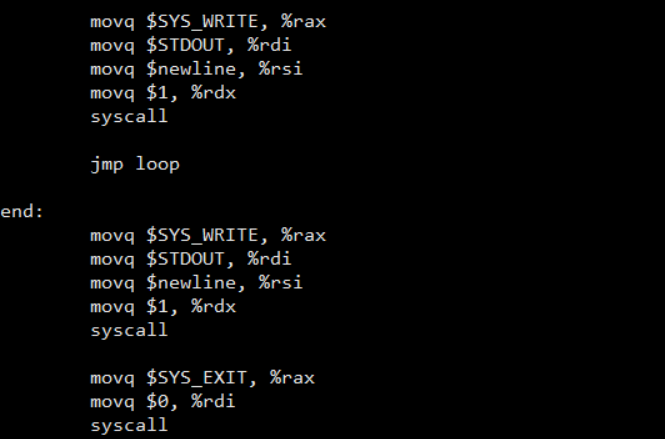 movq $SYS_WRITE, %rax
movq $STDOUT, %rdi
movq $newline, %rsi
movq $1, %rdx
syscall
jmp loop
end:
movq $SYS_WRITE, %rax
movq $STDOUT, %rdi
movq $newline, %rsi
movq $1, %rdx
syscall
movq $SYS_EXIT, %rax
movq $0, %rdi
syscall